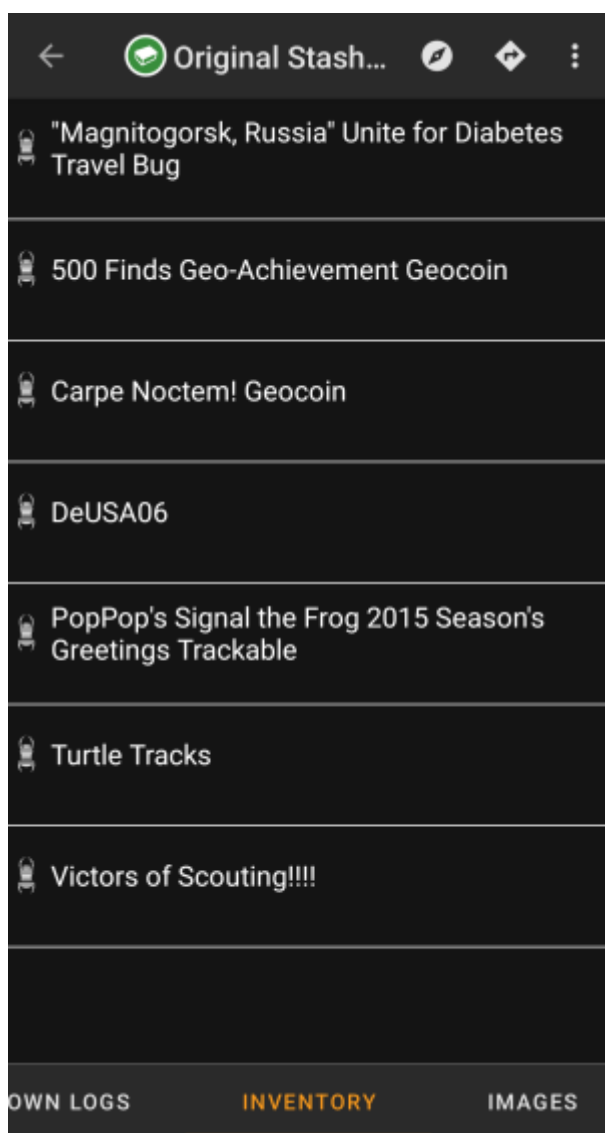 Original Stash...
"Magnitogorsk, Russia" Unite for Diabetes
Travel Bug
500 Finds Geo-Achievement Geocoin
Carpe Noctem! Geocoin
DeUSA06
PopPop's Signal the Frog 2015 Season's
Greetings Trackable
Turtle Tracks
Victors of Scouting!!!!
OWN LOGS INVENTORY IMAGES